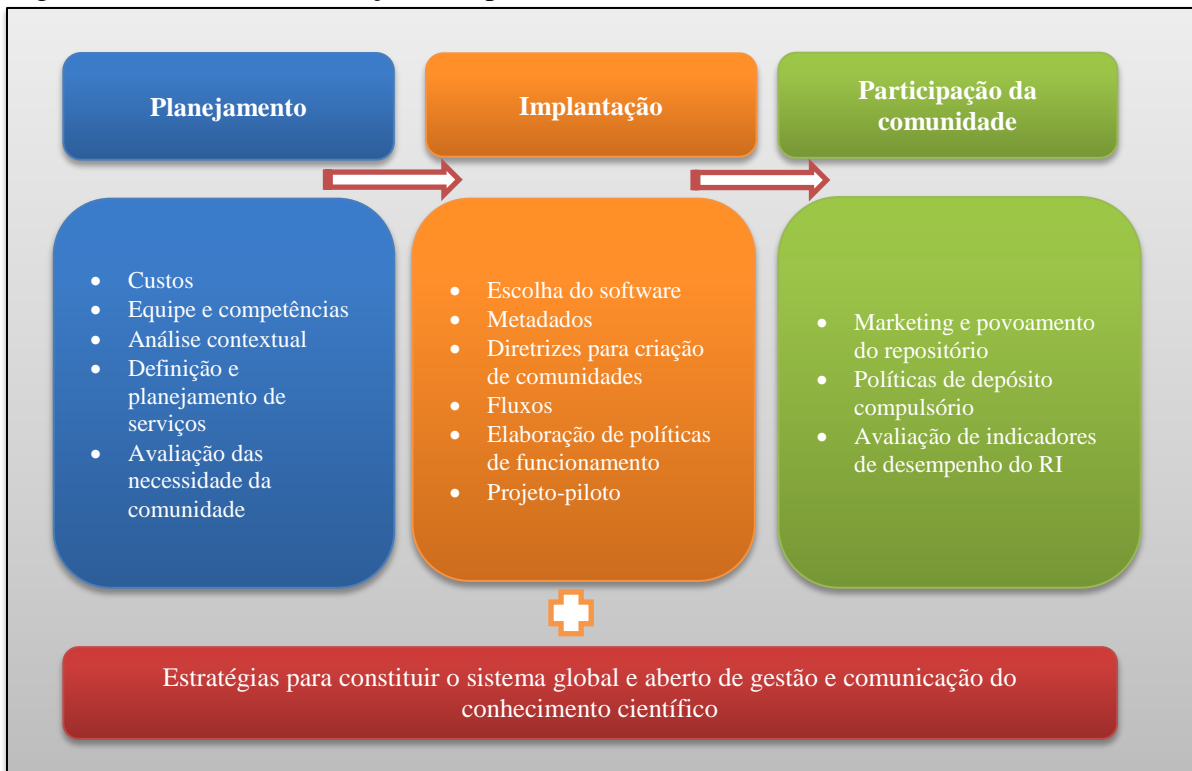 Planejamento
Implantação
Participação da
comunidade
• Custos
• Equipe e competências
• Análise contextual
• Definição e
planejamento de
serviços
• Avaliação das
necessidade da
comunidade
• Escolha do software
• Metadados
• Diretrizes para criação
de comunidades
• Fluxos
• Elaboração de políticas
de funcionamento
• Projeto-piloto
• Marketing e povoamento
do repositório
• Políticas de depósito
compulsório
• Avaliação de indicadores
de desempenho do RI
Estratégias para constituir o sistema global e aberto de gestão e comunicação do
conhecimento científico